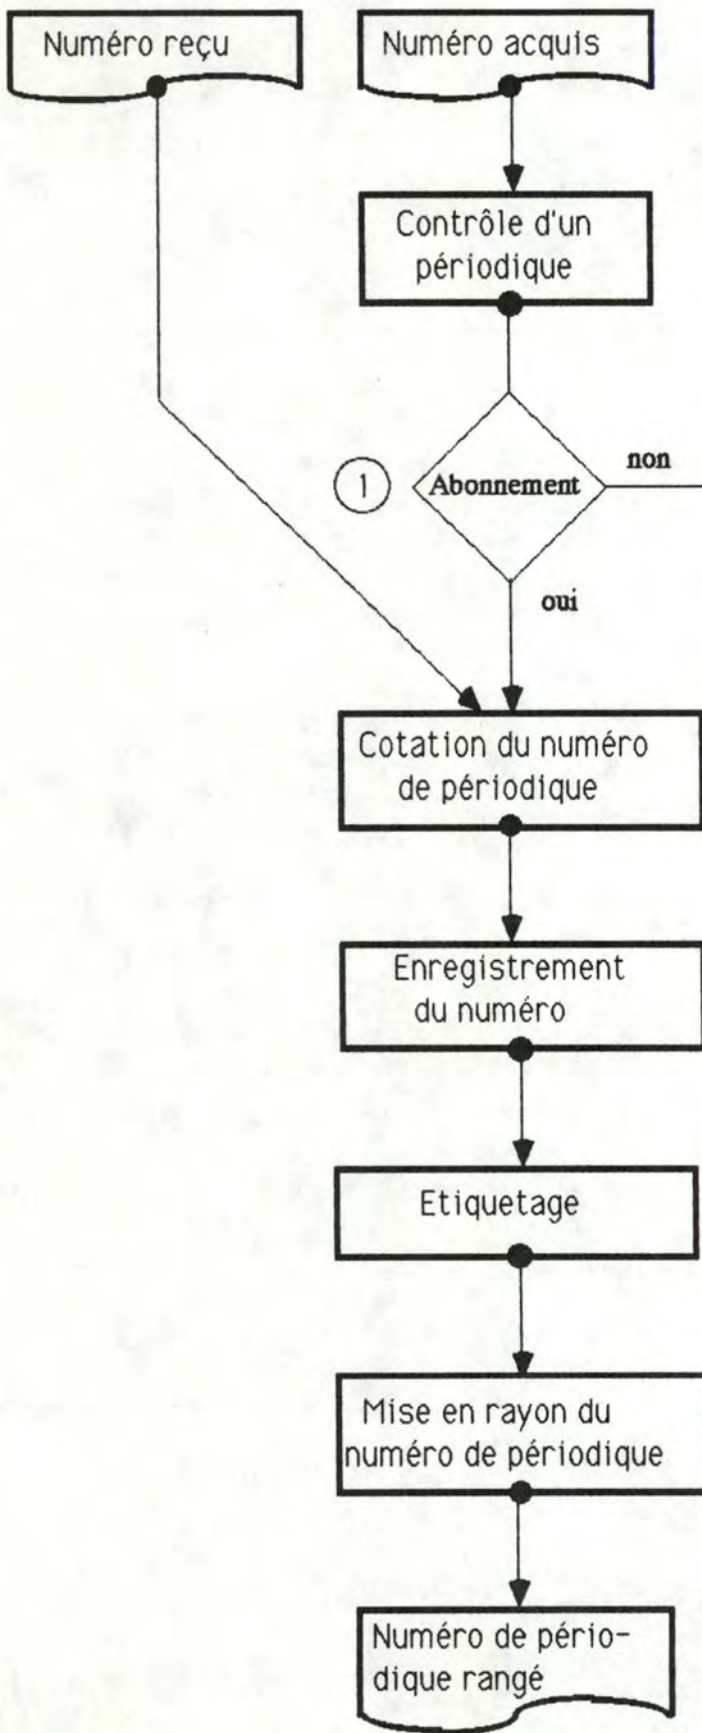 Numéro reçu
Numéro acquis
Contrôle d'un
périodique
1
Abonnement
non
oui
Cotation du numéro
de périodique
Enregistrement
du numéro
Etiquetage
Mise en rayon du
numéro de périodique
Numéro de pério-
dique rangé